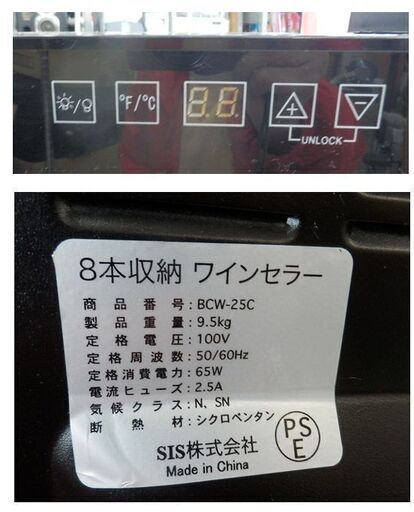 °F/°C
88
UNLOCK
8本収納 ワインセラー
商品番号：BCW-25C
製品重量：9.5kg
定格電圧：100V
定格周波数：50/60Hz
定格消費電力：65W
電流ヒューズ：2.5A
気候クラス：N、SN
断熱材：シクロペンタン
SIS株式会社
Made in China
PS
E